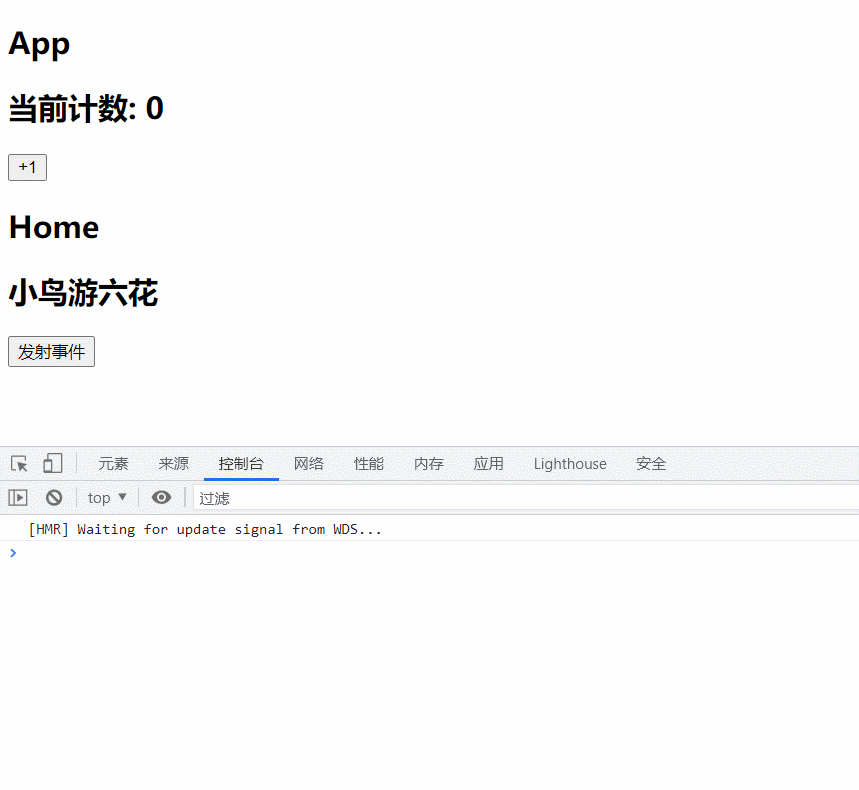 App
当前计数: 0
+1
Home
小鸟游六花
发射事件
元素 来源 控制台 网络 性能 内存 应用 Lighthouse 安全
top ▼ 过滤
[HMR] Waiting for update signal from WDS...
>